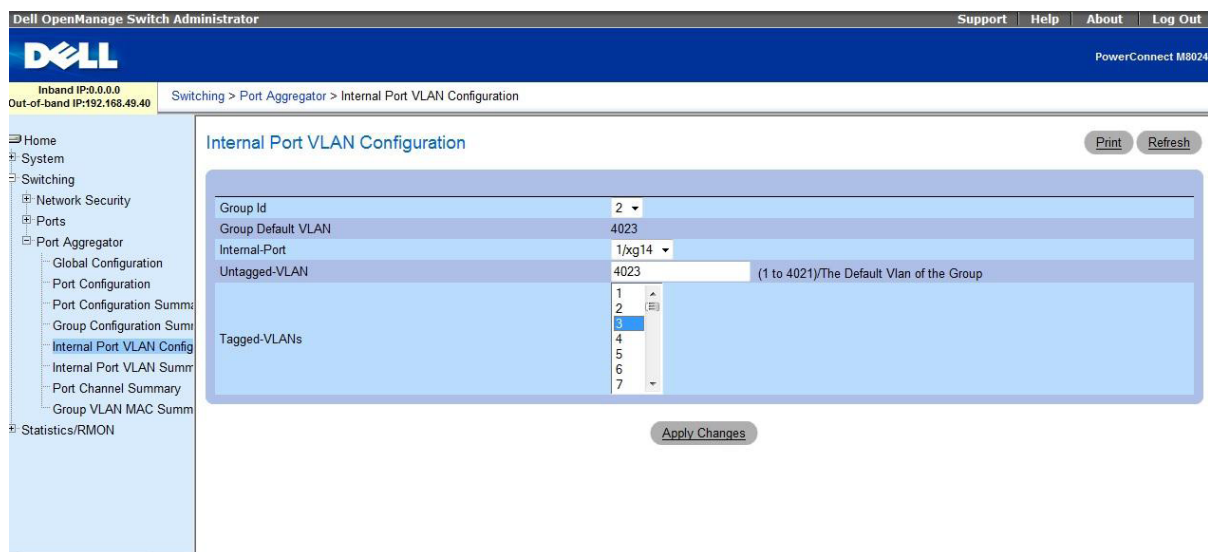 Dell OpenManage Switch Administrator
Support Help About Log Out
DELL
PowerConnect M8024
Inband IP:0.0.0.0
Out-of-band IP:192.168.49.40
Switching > Port Aggregator > Internal Port VLAN Configuration
Home
System
Switching
Network Security
Ports
Port Aggregator
Global Configuration
Port Configuration
Port Configuration Summa
Group Configuration Sum
Internal Port VLAN Config
Internal Port VLAN Summ
Port Channel Summary
Group VLAN MAC Summ
Statistics/RMON
Internal Port VLAN Configuration
Print Refresh
Group Id 2
Group Default VLAN 4023
Internal-Port 1/xg14
Untagged-VLAN 4023 (1 to 4021)/The Default Vlan of the Group
Tagged-VLANs
1
2
3
4
5
6
7
Apply Changes